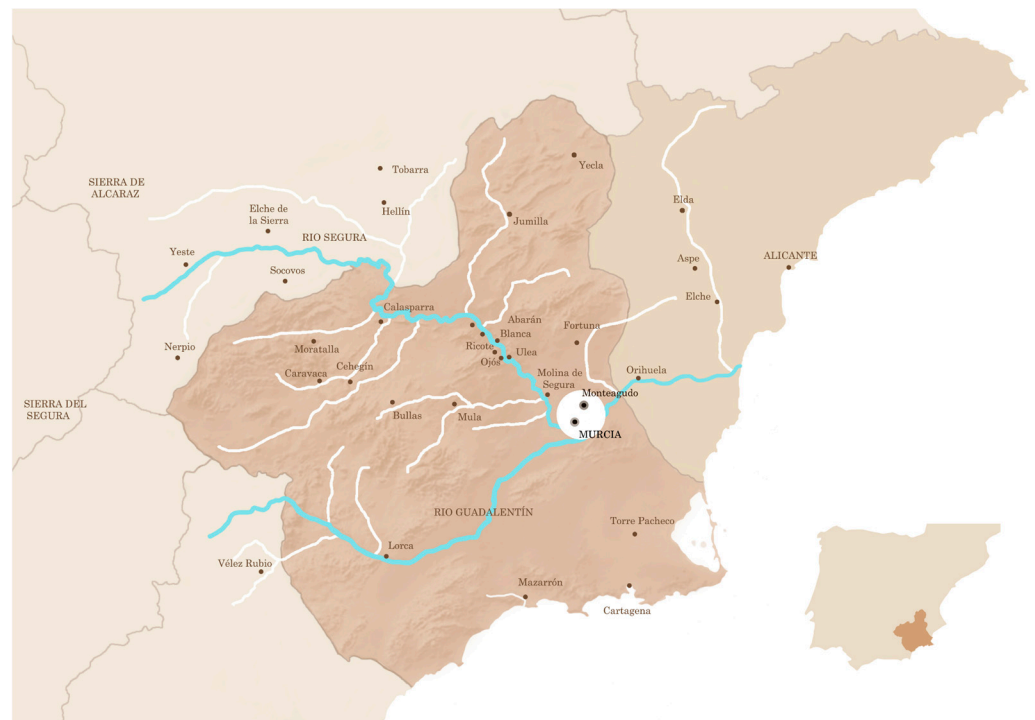 Tobarra
Yecla
SIERRA DE
ALCARAZ
Hellín
Elda
Elche de
la Sierra
Jumilla
RIO SEGURA
Yeste
Aspe
ALICANTE
Socovos
Elche
Calasparra
Abarán
Fortuna
Blanca
Nerpio
Moratalla
Ricote
Ulea
Ojós
Cehegín
Caravaca
Molina de
Segura
Orihuela
Monteagudo
SIERRA DEL
SEGURA
Bullas
Mula
MURCIA
RIO GUADALENTÍN
Torre Pacheco
Lorca
Vélez Rubio
Mazarrón
Cartagena